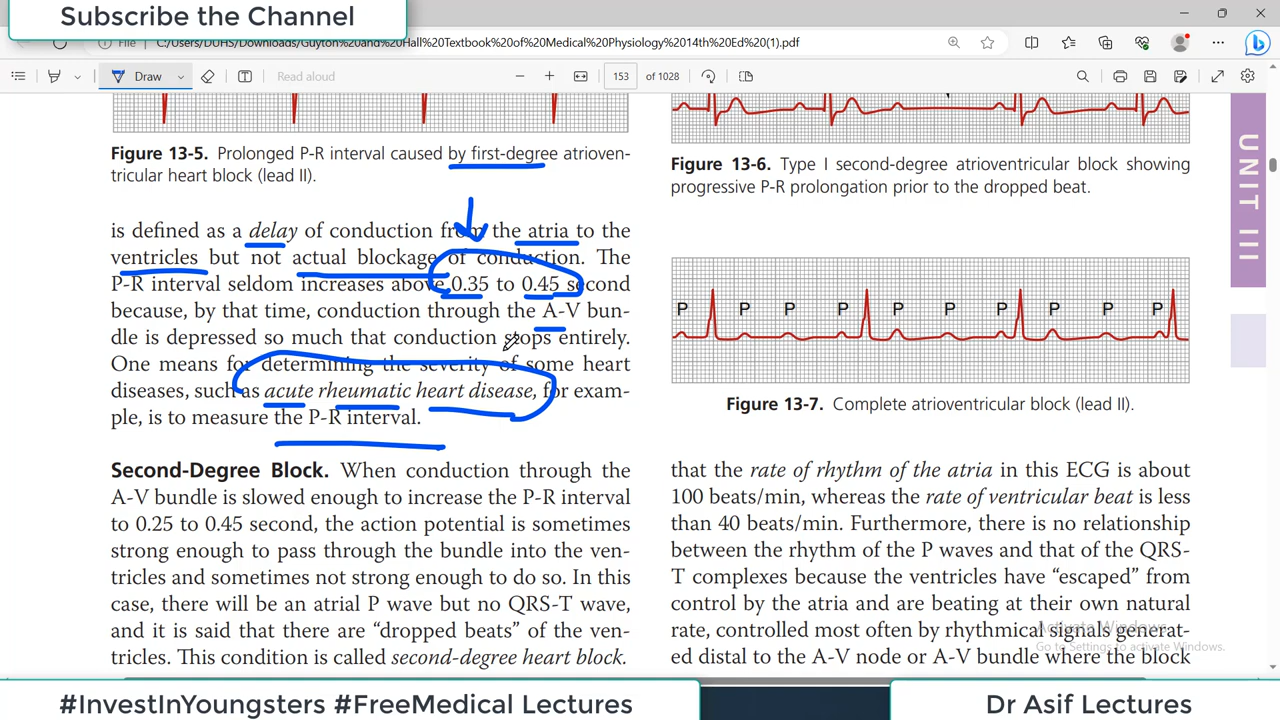 Subscribe the Channel
File
C:/Users/DUHS/Downloads/Guyton%20and%20Hall%20Textbook%20of%20Medical%20Physiology%2014th%20Ed%20(1).pdf
Draw
Read aloud
153
of 1028
Figure 13-5. Prolonged P-R interval caused by first-degree atrioven-
tricular heart block (lead II).
is defined as a delay of conduction from the atria to the
ventricles but not actual blockage of conduction. The
P-R interval seldom increases above 0.35 to 0.45 second
because, by that time, conduction through the A-V bun-
dle is depressed so much that conduction stops entirely.
One means for determining the severity of some heart
diseases, such as acute rheumatic heart disease, for exam-
ple, is to measure the P-R interval.
Second-Degree Block. When conduction through the
A-V bundle is slowed enough to increase the P-R interval
to 0.25 to 0.45 second, the action potential is sometimes
strong enough to pass through the bundle into the ven-
tricles and sometimes not strong enough to do so. In this
case, there will be an atrial P wave but no QRS-T wave,
and it is said that there are “dropped beats” of the ven-
tricles. This condition is called second-degree heart block.
Figure 13-6. Type I second-degree atrioventricular block showing
progressive P-R prolongation prior to the dropped beat.
P P P P P P P P
Figure 13-7. Complete atrioventricular block (lead II).
that the rate of rhythm of the atria in this ECG is about
100 beats/min, whereas the rate of ventricular beat is less
than 40 beats/min. Furthermore, there is no relationship
between the rhythm of the P waves and that of the QRS-
T complexes because the ventricles have “escaped” from
control by the atria and are beating at their own natural
rate, controlled most often by rhythmical signals generat-
ed distal to the A-V node or A-V bundle where the block
UNIT III
Activate Windows
Go to Settings to activate Windows.
#InvestInYoungsters #FreeMedical Lectures
Dr Asif Lectures